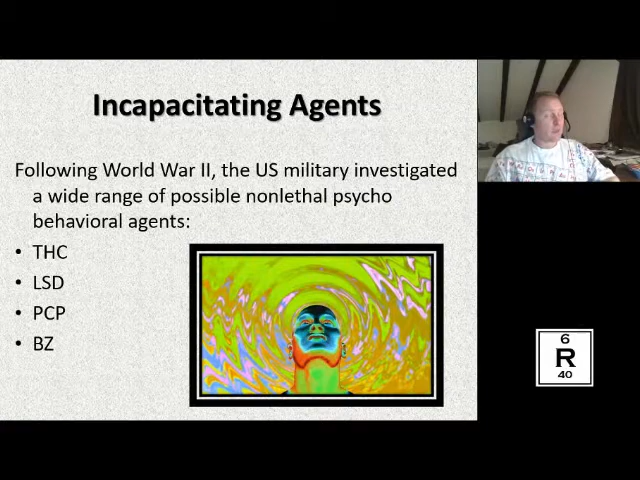 Incapacitating Agents
Following World War II, the US military investigated
a wide range of possible nonlethal psycho
behavioral agents:
• THC
• LSD
• PCP
• BZ
6
R
40